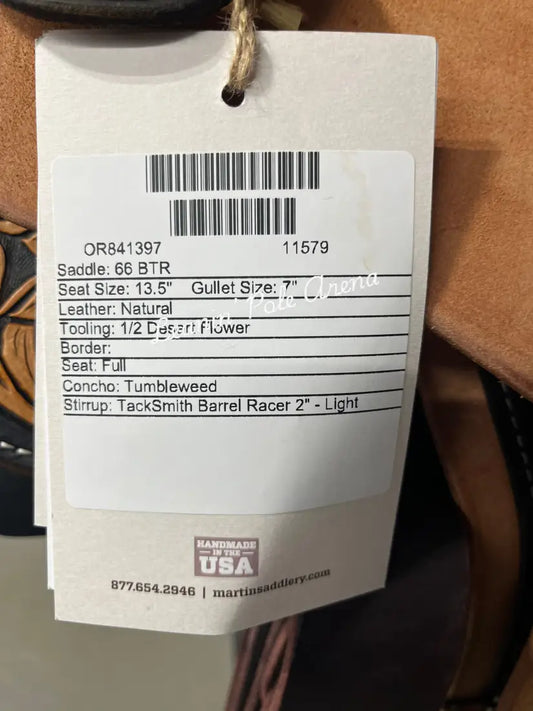 OR841397 11579
Saddle: 66 BTR
Seat Size: 13.5" Gullet Size: 7"
Leather: Natural
Tooling: 1/2 Desert Flower
Border:
Seat: Full
Concho: Tumbleweed
Stirrup: TackSmith Barrel Racer 2" - Light
Pole Arena
HANDMADE
IN THE
USA
877.654.2946 | martinsaddlery.com